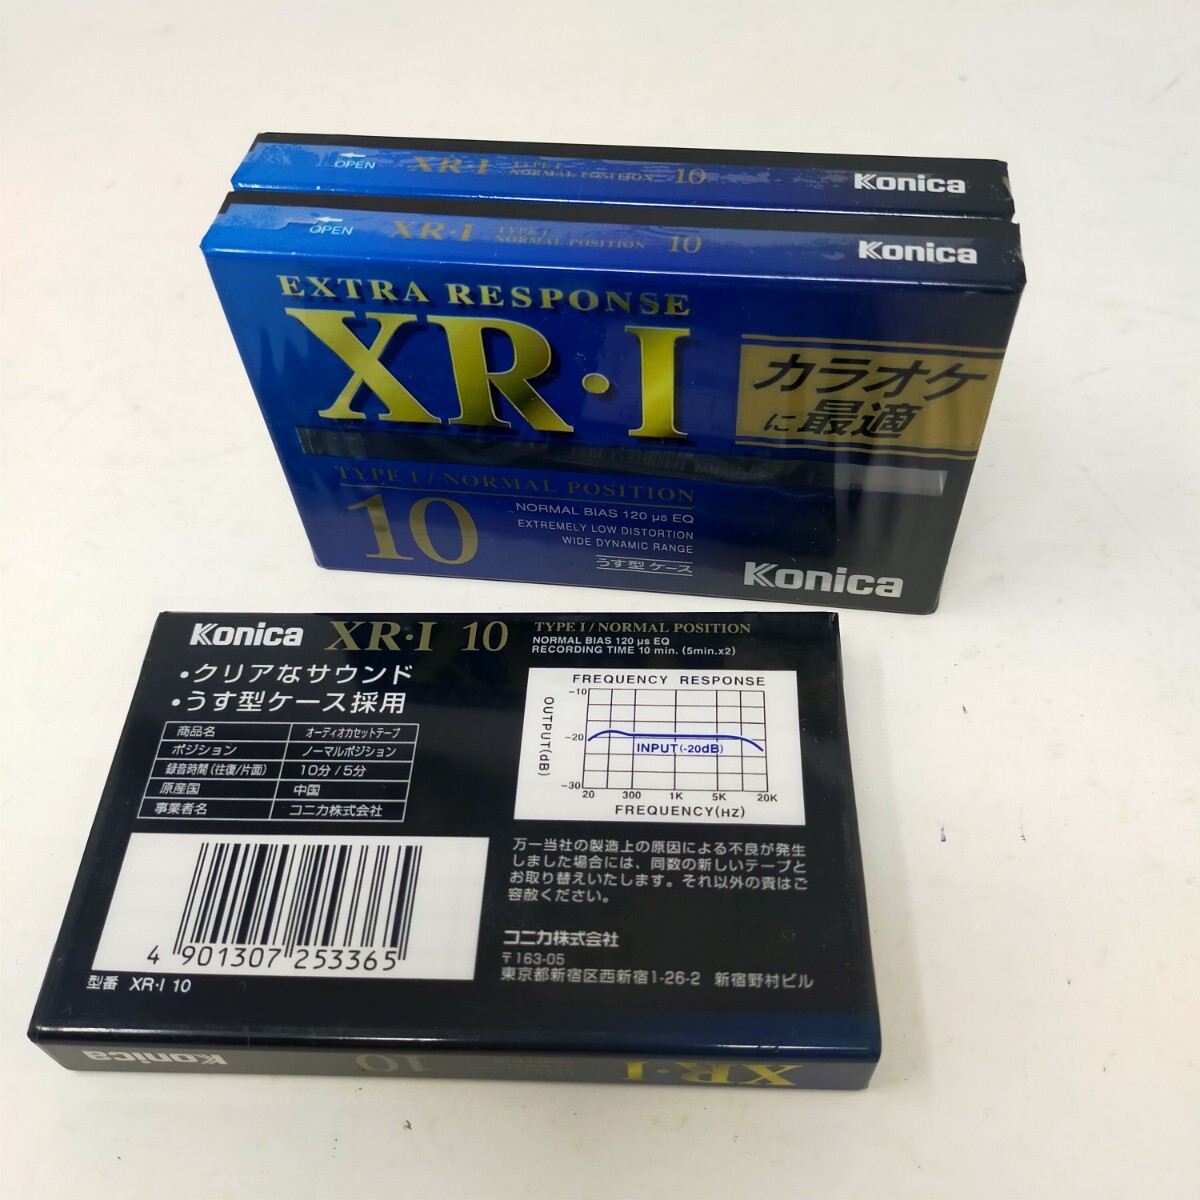 OPEN XR·I TYPE I NORMAL POSITION 10 Konica
OPEN XR·I TYPE I NORMAL POSITION 10 Konica
EXTRA RESPONSE
XR·I
カラオケ
に最適
TYPE I / NORMAL POSITION
10
NORMAL BIAS 120 µs EQ
EXTREMELY LOW DISTORTION
WIDE DYNAMIC RANGE
うす型ケース
Konica
Konica XR·I 10
TYPE I / NORMAL POSITION
NORMAL BIAS 120 µs EQ
RECORDING TIME 10 min. (5min.x2)
•クリアなサウンド
•うす型ケース採用
商品名 オーディオカセットテープ
ポジション ノーマルポジション
録音時間(往復/片面) 10分/5分
原産国 中国
事業者名 コニカ株式会社
FREQUENCY RESPONSE
OUTPUT(dB)
-10
-20
-30
INPUT(-20dB)
20 300 1K 5K 20K
FREQUENCY(HZ)
万一当社の製造上の原因による不良が発生
しました場合には、同数の新しいテープと
お取り替えいたします。それ以外の責はご
容赦ください。
コニカ株式会社
〒163-05
東京都新宿区西新宿1-26-2 新宿野村ビル
4 901307 253365
型番 XR·I 10
Konica 10 XR·I